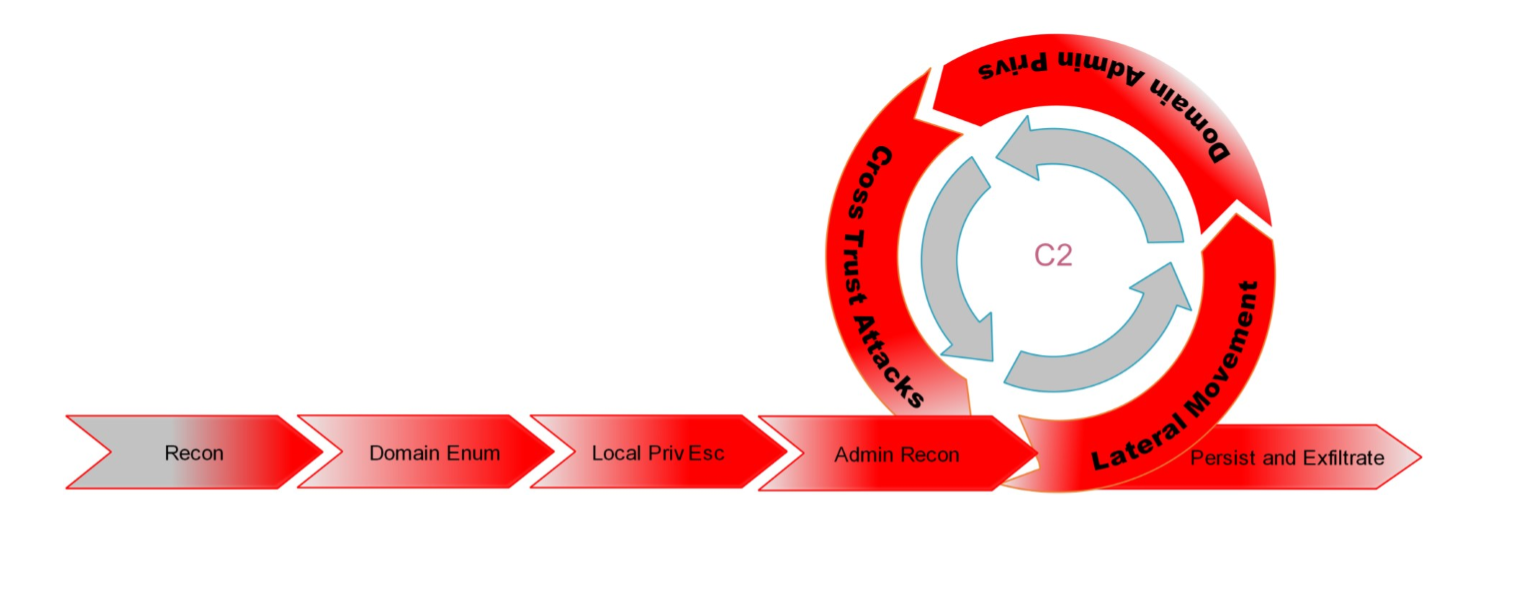 Domain Admin Privs
Cross Trust Attacks
C2
Lateral Movement
Recon
Domain Enum
Local Priv Esc
Admin Recon
Persist and Exfiltrate